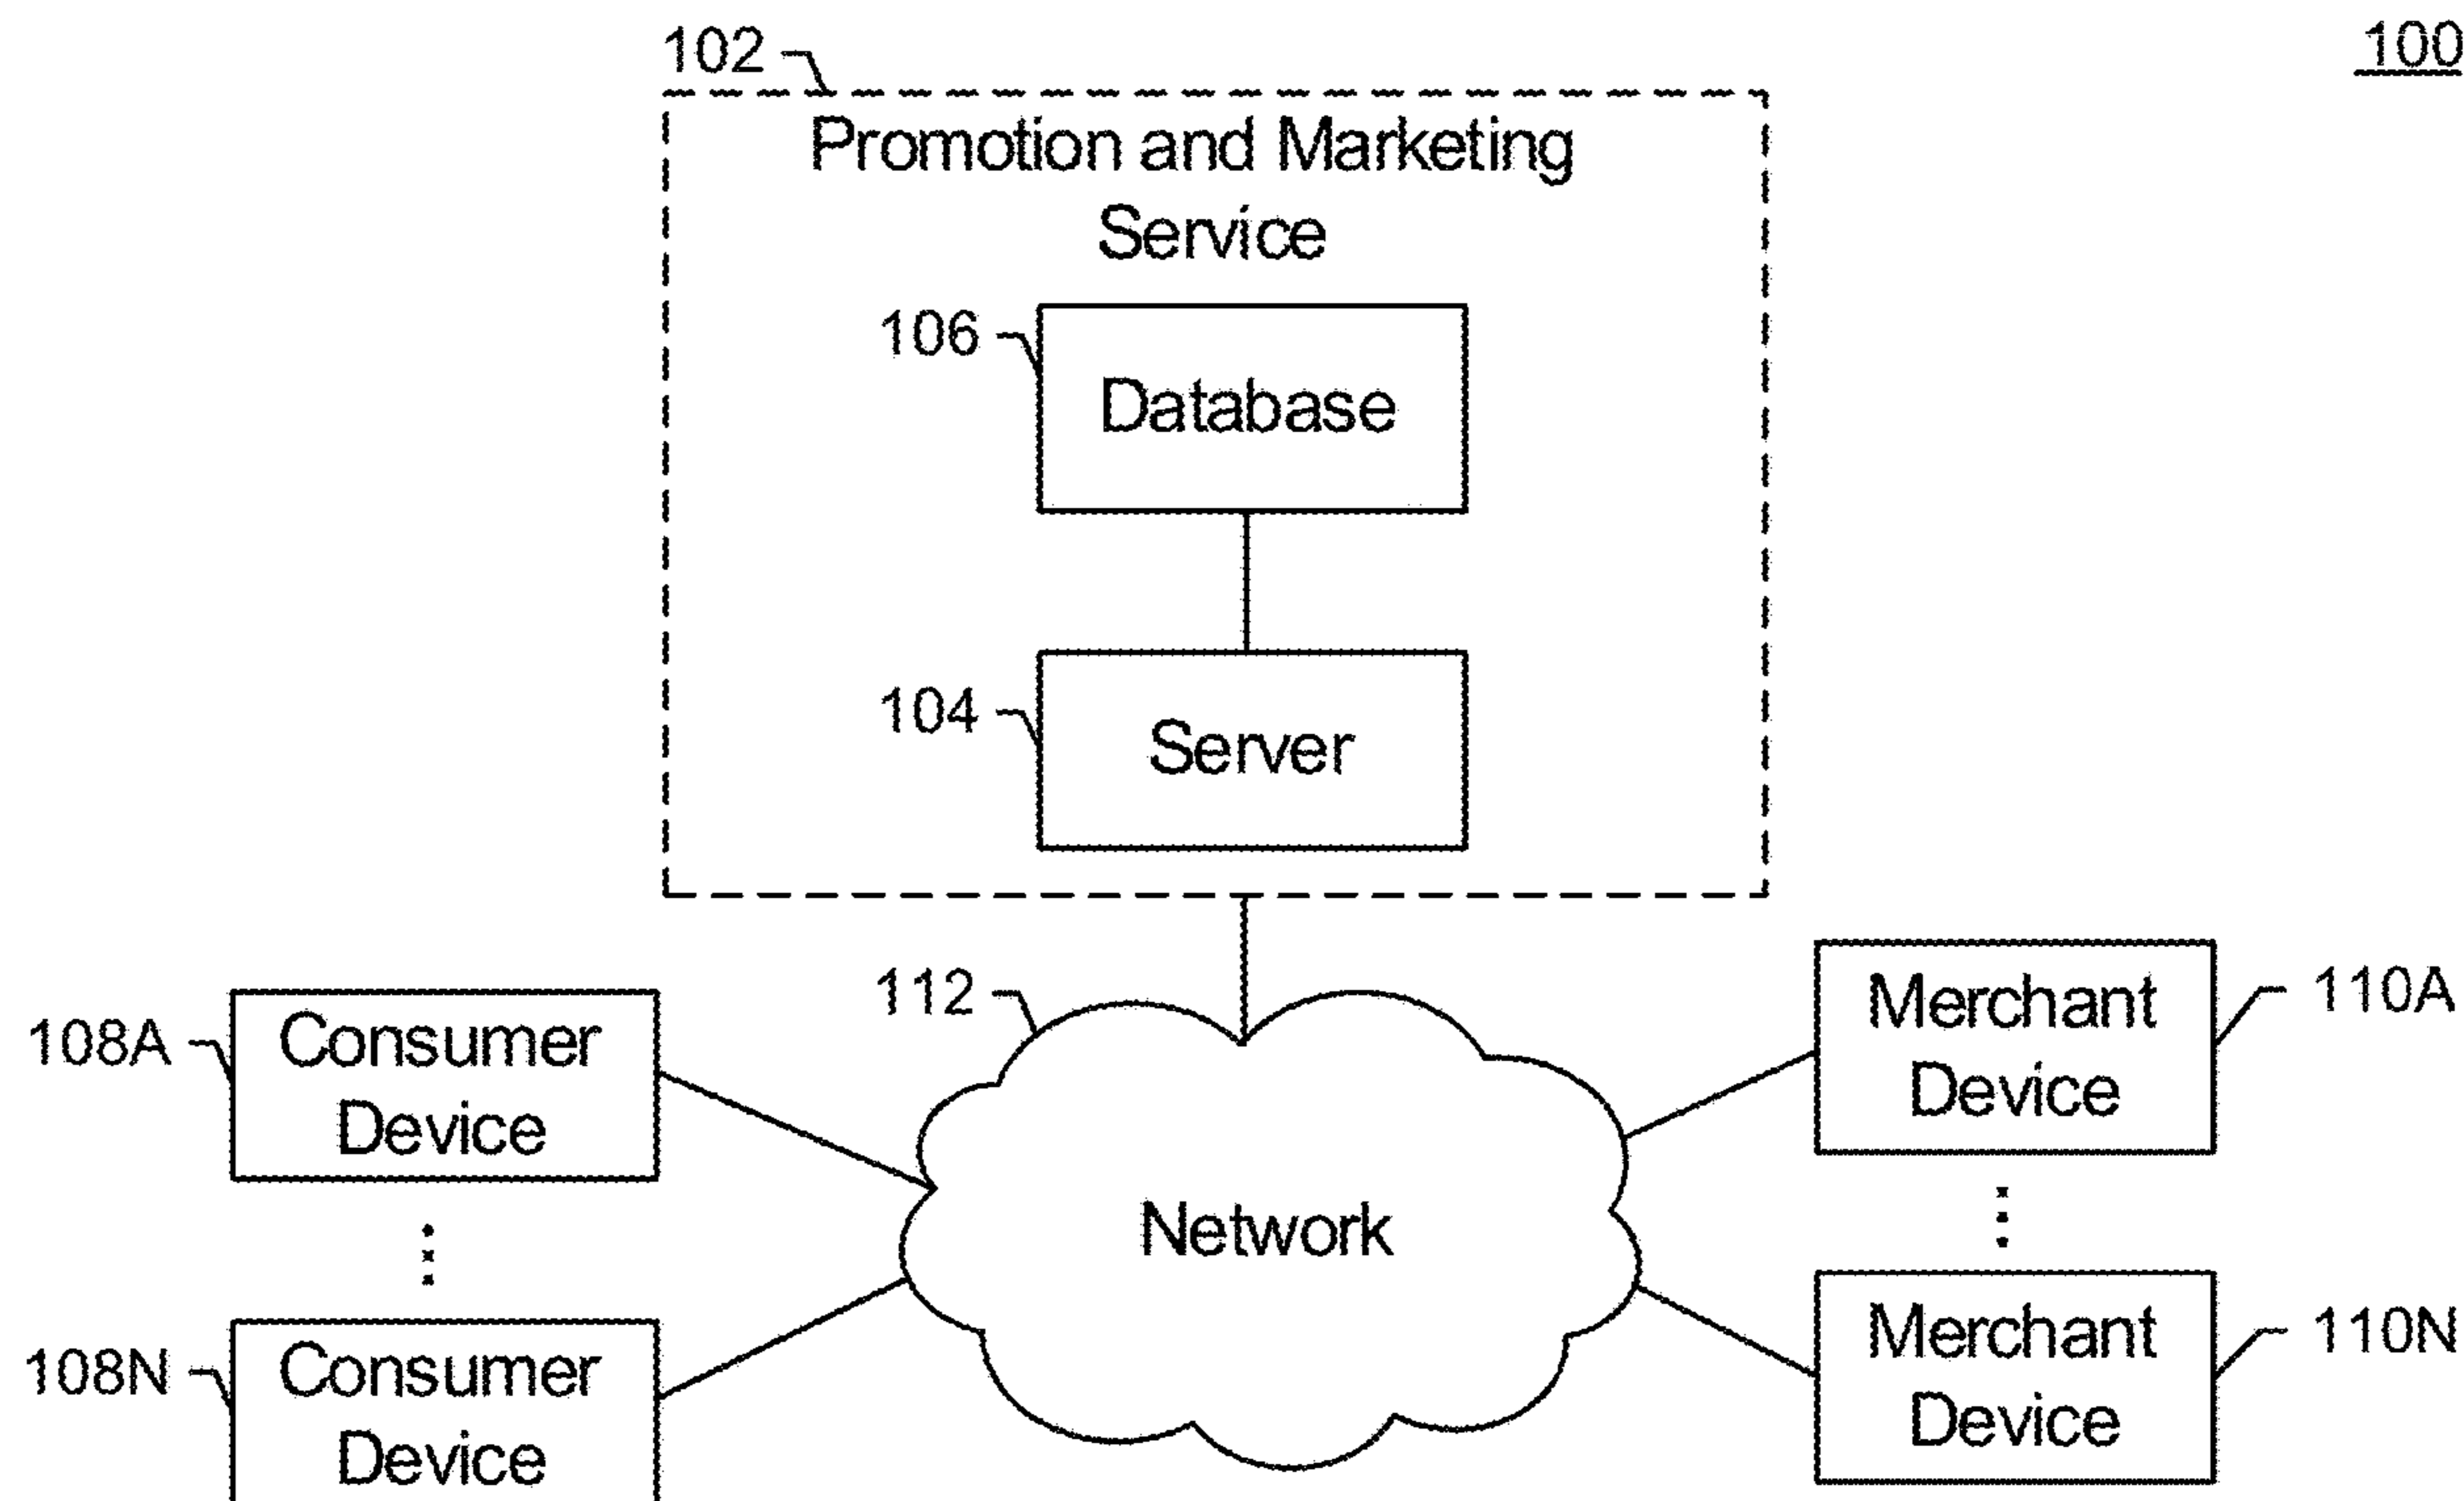 100
102
Promotion and Marketing
Service
106
Database
104
Server
112
108A
Consumer
Device
108N
Consumer
Device
Network
Merchant
Device
110A
Merchant
Device
110N